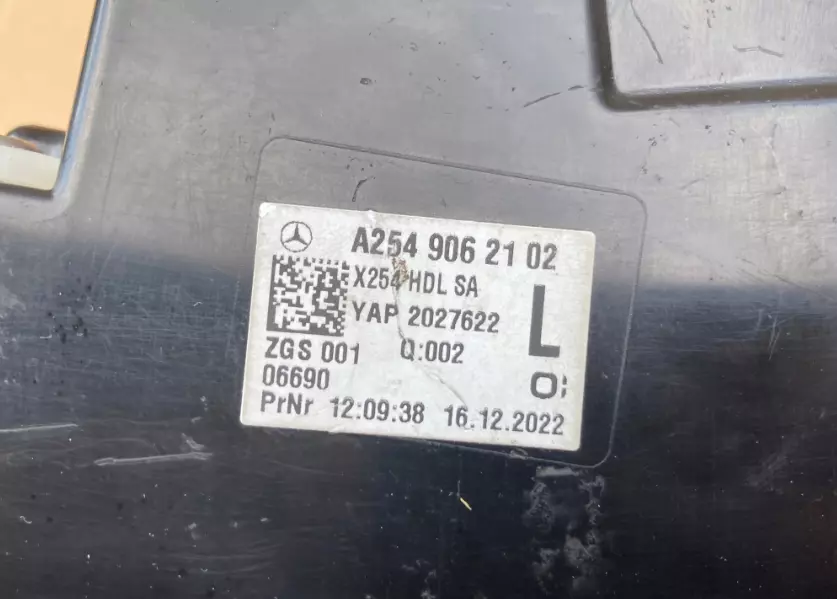 A254 906 21 02
X254 HDL SA
YAP 2027622
L
ZGS 001 Q:002
06690
O:
PrNr 12:09:38 16.12.2022